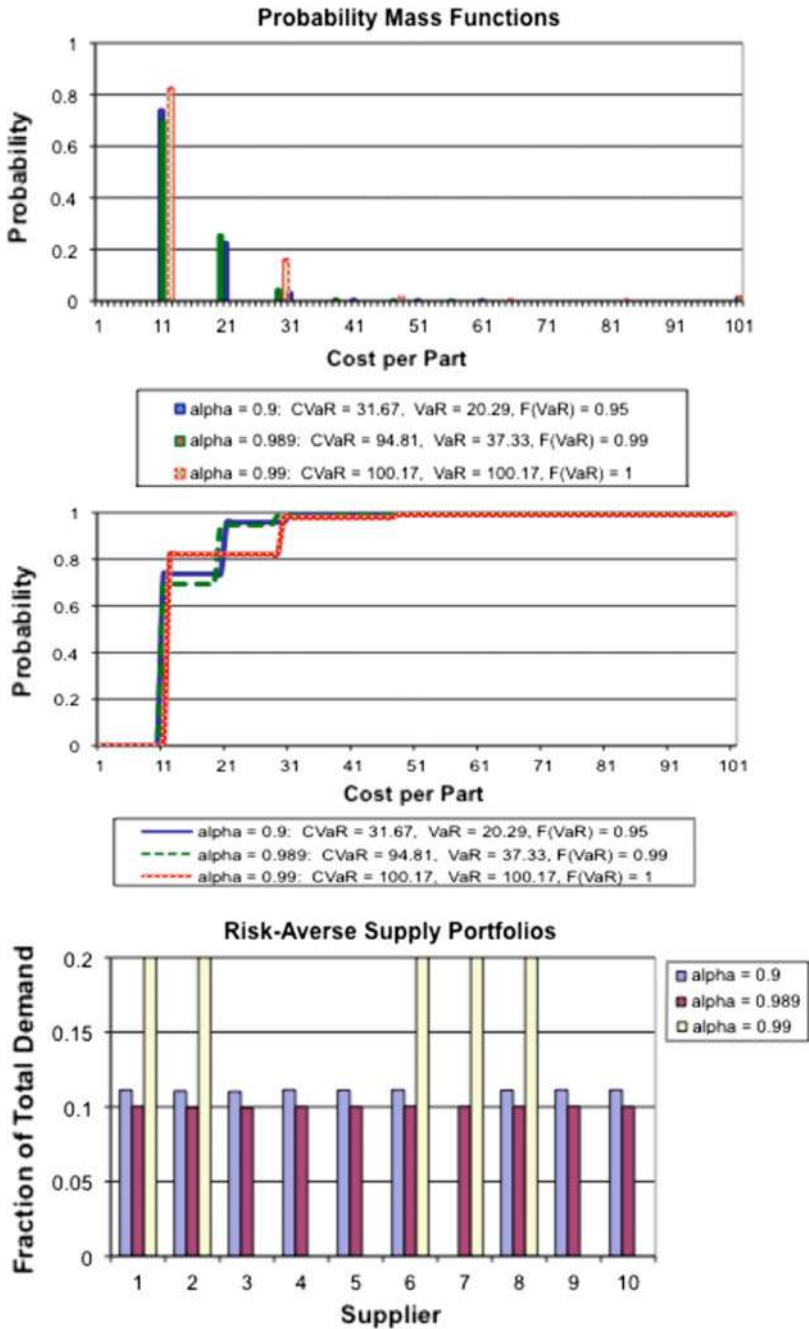 Probability Mass Functions
1
0.8
0.6
0.4
0.2
0
Probability
1 11 21 31 41 51 61 71 81 91 101
Cost per Part
alpha = 0.9: CVaR = 31.67, VaR = 20.29, F(VaR) = 0.95
alpha = 0.989: CVaR = 94.81, VaR = 37.33, F(VaR) = 0.99
alpha = 0.99: CVaR = 100.17, VaR = 100.17, F(VaR) = 1
1
0.8
0.6
0.4
0.2
0
Probability
1 11 21 31 41 51 61 71 81 91 101
Cost per Part
alpha = 0.9: CVaR = 31.67, VaR = 20.29, F(VaR) = 0.95
alpha = 0.989: CVaR = 94.81, VaR = 37.33, F(VaR) = 0.99
alpha = 0.99: CVaR = 100.17, VaR = 100.17, F(VaR) = 1
Risk-Averse Supply Portfolios
0.2
0.15
0.1
0.05
0
Fraction of Total Demand
1 2 3 4 5 6 7 8 9 10
Supplier
alpha = 0.9
alpha = 0.989
alpha = 0.99